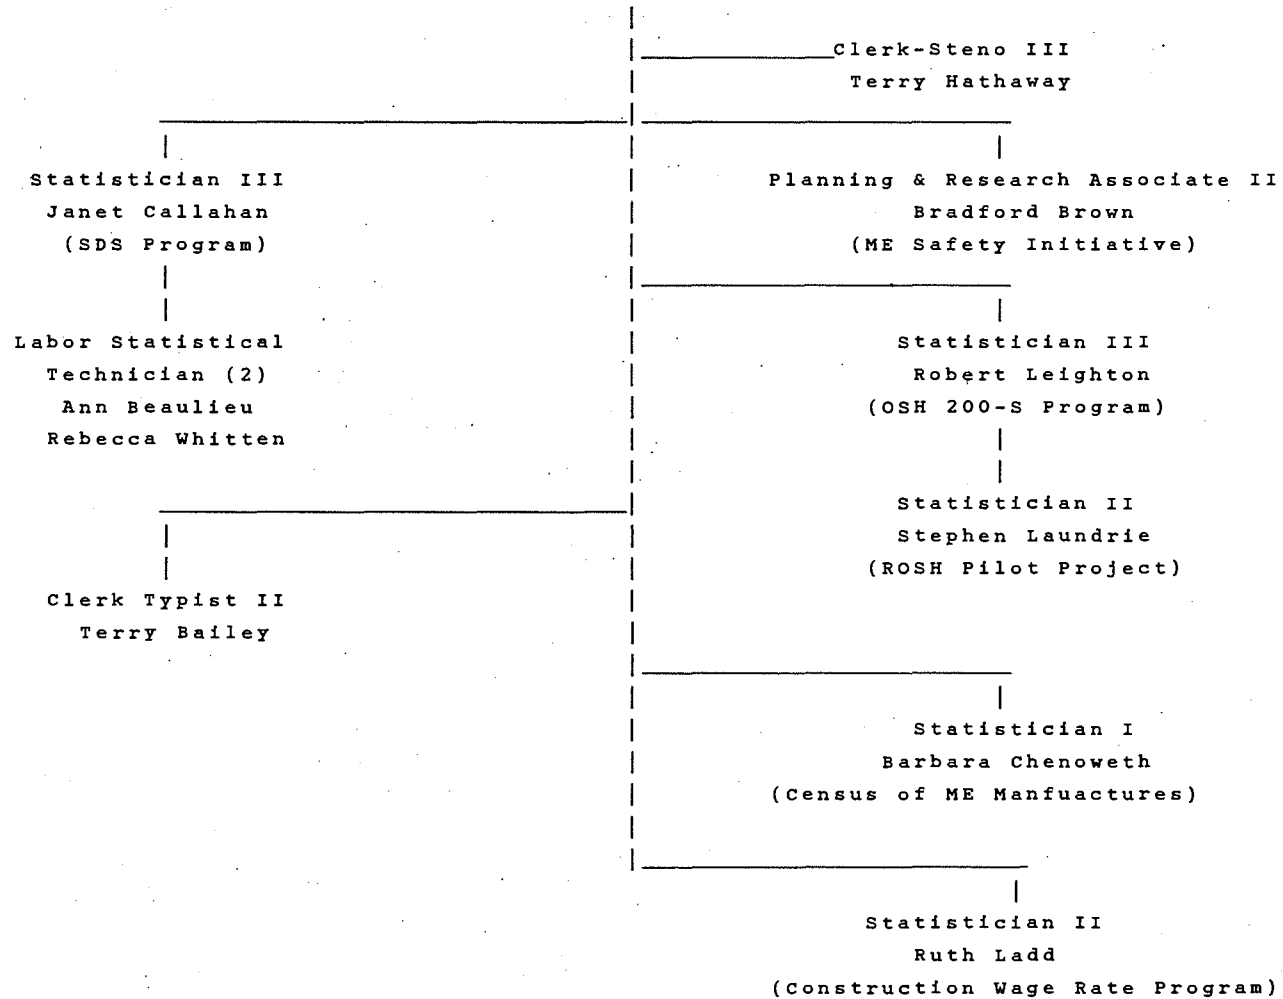 Clerk-Steno III
Terry Hathaway
Statistician III
Janet Callahan
(SDS Program)
Planning & Research Associate II
Bradford Brown
(ME Safety Initiative)
Labor Statistical
Technician (2)
Ann Beaulieu
Rebecca Whitten
Statistician III
Robert Leighton
(OSH 200-S Program)
Statistician II
Stephen Laundrie
(ROSH Pilot Project)
Clerk Typist II
Terry Bailey
Statistician I
Barbara Chenoweth
(Census of ME Manfuactures)
Statistician II
Ruth Ladd
(Construction Wage Rate Program)